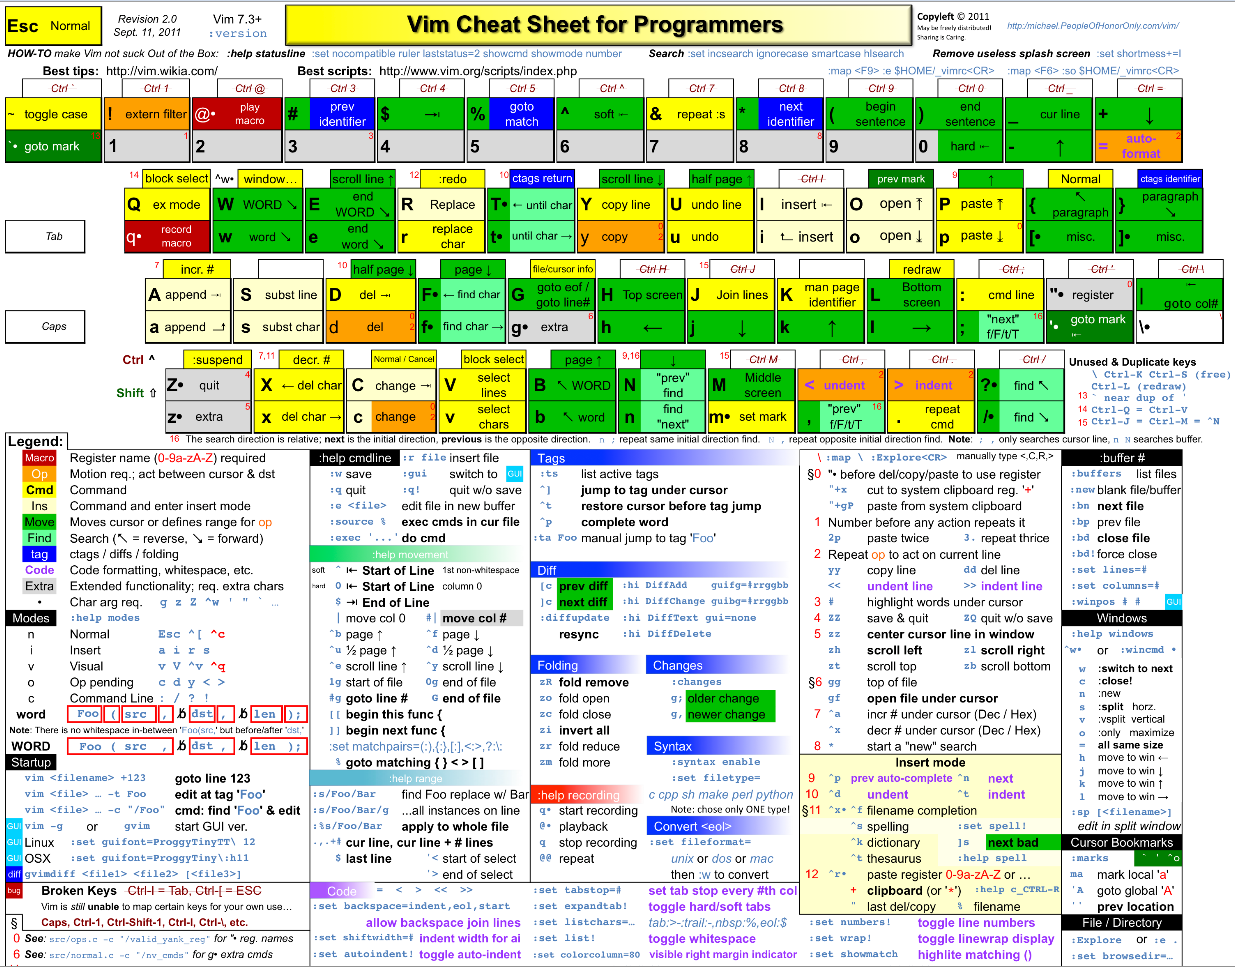 Esc Normal
Revision 2.0
Sept. 11, 2011
Vim 7.3+
:version
Vim Cheat Sheet for Programmers
Copyleft © 2011
May be freely distributed!
Sharing is Caring.
http://michael.PeopleOfHonorOnly.com/vim/
HOW-TO make Vim not suck Out of the Box: :help statusline :set nocompatible ruler laststatus=2 showcmd showmode number Search :set incsearch ignorecase smartcase hlsearch Remove useless splash screen :set shortmess+=I
Best tips: http://vim.wikia.com/ Best scripts: http://www.vim.org/scripts/index.php :map <F9> :e $HOME/_vimrc<CR> :map <F6> :so $HOME/_vimrc<CR>
Ctrl ` Ctrl 1 Ctrl @ Ctrl 3 Ctrl 4 Ctrl 5 Ctrl ^ Ctrl 7 Ctrl 8 Ctrl 9 Ctrl 0 Ctrl _ Ctrl =
~ toggle case ! extern filter @• play macro # prev identifier $ ⇥ % goto match ^ soft ⇤ & repeat :s * next identifier ( begin sentence ) end sentence _ cur line + ↓
`• goto mark 1 1 2 3 3 4 5 6 7 8 8 9 0 hard ⇤ - ↑ = auto-format 2
14 block select ^w• window... scroll line ↑ 12 :redo 10 ctags return scroll line ↓ half page ↑ Ctrl I prev mark 9 ↑ Normal ctags identifier
Q ex mode W WORD ↘ E end WORD ↘ R Replace T• ← until char Y copy line U undo line I insert ⇤ O open ⤒ P paste ⤒ { ↖ paragraph } paragraph ↘
Tab q• record macro w word ↘ e end word ↘ r replace char t• until char → y copy 0 2 u undo i insert o open ⤓ p paste ⤓ 0 [• misc. ]• misc.
7 incr. # 10 half page ↓ page ↓ file/cursor info Ctrl H 15 Ctrl J redraw Ctrl ; Ctrl ' Ctrl \
A append ⇥ S subst line D del ⇥ F• ← find char G goto eof / goto line# H Top screen J Join lines K man page identifier L Bottom screen : cmd line "• register 0 | ⇤ goto col#
Caps a append s subst char d del 0 2 f• find char → g• extra 6 h ← j ↓ k ↑ l → ; "next" f/F/t/T 16 '• goto mark ⇤ \•
Ctrl ^ :suspend 7,11 decr. # Normal / Cancel block select page ↑ 9,16 ↓ 15 Ctrl M Ctrl , Ctrl . Ctrl /
Shift ⇧ Z• quit 4 X ← del char C change ⇥ V select lines B ↖ WORD N "prev" find M Middle screen < undent 2 > indent 2 ?• find ↖
z• extra 5 x del char → c change 0 2 v select chars b ↖ word n find "next" m• set mark , "prev" f/F/t/T 16 . repeat cmd /• find ↘
Unused & Duplicate keys
\ Ctrl-K Ctrl-S (free)
Ctrl-L (redraw)
13 ` near dup of '
14 Ctrl-Q = Ctrl-V
15 Ctrl-J = Ctrl-M = ^N
16 The search direction is relative; next is the initial direction, previous is the opposite direction. n ; repeat same initial direction find. N , repeat opposite initial direction find. Note: ; , only searches cursor line, n N searches buffer.
Legend:
Macro Register name (0-9a-zA-Z) required
Op Motion req.; act between cursor & dst
Cmd Command
Ins Command and enter insert mode
Move Moves cursor or defines range for op
Find Search (↖ = reverse, ↘ = forward)
tag ctags / diffs / folding
Code Code formatting, whitespace, etc.
Extra Extended functionality; req. extra chars
• Char arg req. g z Z ^w ' " ` ...
Modes :help modes
n Normal Esc ^[ ^c
i Insert a i r s
v Visual v V ^v ^q
o Op pending c d y < >
c Command Line : / ? !
word Foo ( src , ␢ dst , ␢ len );
Note: There is no whitespace in-between 'Foo(src,' but before/after 'dst,'
WORD Foo ( src , ␢ dst , ␢ len );
Startup
vim <filename> +123 goto line 123
vim <filename> … -t Foo edit at tag 'Foo'
vim <filename> … -c "/Foo" cmd: find 'Foo' & edit
GUI vim -g or gvim start GUI ver.
GUI Linux :set guifont=ProggyTinyTT\ 12
GUI OSX :set guifont=ProggyTiny\:h11
diff gvimdiff <file1> <file2> [<file3>]
bug Broken Keys Ctrl-I = Tab, Ctrl-[ = ESC
Vim is still unable to map certain keys for your own use…
§ Caps, Ctrl-1, Ctrl-Shift-1, Ctrl-I, Ctrl-\, etc.
0 See: src/ops.c -c "/valid_yank_reg" for "• reg. names
6 See: src/normal.c -c "/nv_cmds" for g• extra cmds
:help cmdline :r file insert file
:w save :gui switch to GUI
:q quit :q! quit w/o save
:e <file> edit file in new buffer
:source % exec cmds in cur file
:exec '...' do cmd
:help movement
soft ^ ⇤ Start of Line 1st non-whitespace
hard 0 ⇤ Start of Line column 0
$ ⇥ End of Line
| move col 0 #| move col #
^b page ↑ ^f page ↓
^u ½ page ↑ ^d ½ page ↓
^e scroll line ↑ ^y scroll line ↓
1g start of file 0g end of file
#g goto line # G end of file
[[ begin this func {
]] begin next func {
:set matchpairs=(:),{:},[:],<:>,?:\:
% goto matching { } < > [ ]
:help range
:s/Foo/Bar find Foo replace w/ Bar
:s/Foo/Bar/g ...all instances on line
:%s/Foo/Bar apply to whole file
:,.+# cur line, cur line + # lines
$ last line '< start of select
'> end of select
Code = < > << >>
:set backspace=indent,eol,start
allow backspace join lines
:set shiftwidth=# indent width for ai
:set autoindent! toggle auto-indent
Tags
:ts list active tags
^] jump to tag under cursor
^t restore cursor before tag jump
^p complete word
:ta Foo manual jump to tag 'Foo'
Diff
[c prev diff :hi DiffAdd guifg=#rrggbb
]c next diff :hi DiffChange guibg=#rrggbb
:diffupdate :hi DiffText gui=none
resync :hi DiffDelete
Folding
zR fold remove
zo fold open
zc fold close
zi invert all
zr fold reduce
zm fold more
Changes
:changes
g; older change
g, newer change
Syntax
:syntax enable
:set filetype=
c cpp sh make perl python
Note: chose only ONE type!
:help recording
q• start recording
@• playback
q stop recording
@@ repeat
Convert <eol>
:set fileformat=
unix or dos or mac
then :w to convert
:set tabstop=# set tab stop every #th col
:set expandtab! toggle hard/soft tabs
:set listchars=… tab:>-,trail:-,nbsp:%,eol:$
:set list! toggle whitespace
:set colorcolumn=80 visible right margin indicator
\ :map \ :Explore<CR> manually type <,C,R,>
§0 "• before del/copy/paste to use register
"+x cut to system clipboard reg. '+'
"+gP paste from system clipboard
1 Number before any action repeats it
2p paste twice 3. repeat thrice
2 Repeat op to act on current line
yy copy line dd del line
<< undent line >> indent line
3 # highlight words under cursor
4 ZZ save & quit ZQ quit w/o save
5 zz center cursor line in window
zh scroll left zl scroll right
zt scroll top zb scroll bottom
§6 gg top of file
gf open file under cursor
7 ^a incr # under cursor (Dec / Hex)
^x decr # under cursor (Dec / Hex)
8 * start a "new" search
Insert mode
9 ^p prev auto-complete ^n next
10 ^d undent ^t indent
§11 ^x• ^f filename completion
^s spelling :set spell!
^k dictionary ]s next bad
^t thesaurus :help spell
12 ^r• paste register 0-9a-zA-Z or …
+ clipboard (or '*') :help c_CTRL-R
" last del/copy % filename
:set numbers! toggle line numbers
:set wrap! toggle linewrap display
:set showmatch highlite matching ()
:buffer #
:buffers list files
:new blank file/buffer
:bn next file
:bp prev file
:bd close file
:bd! force close
:set lines=#
:set columns=#
:winpos # # GUI
Windows
:help windows
^w• or :wincmd •
w :switch to next
c :close!
n :new
s :split horz.
v :vsplit vertical
o :only maximize
= all same size
h move to win ←
j move to win ↓
k move to win ↑
l move to win →
:sp [<filename>]
edit in split window
Cursor Bookmarks
:marks ` ' ^o
ma mark local 'a'
'A goto global 'A'
'' prev location
File / Directory
:Explore or :e .
:set browsedir=…